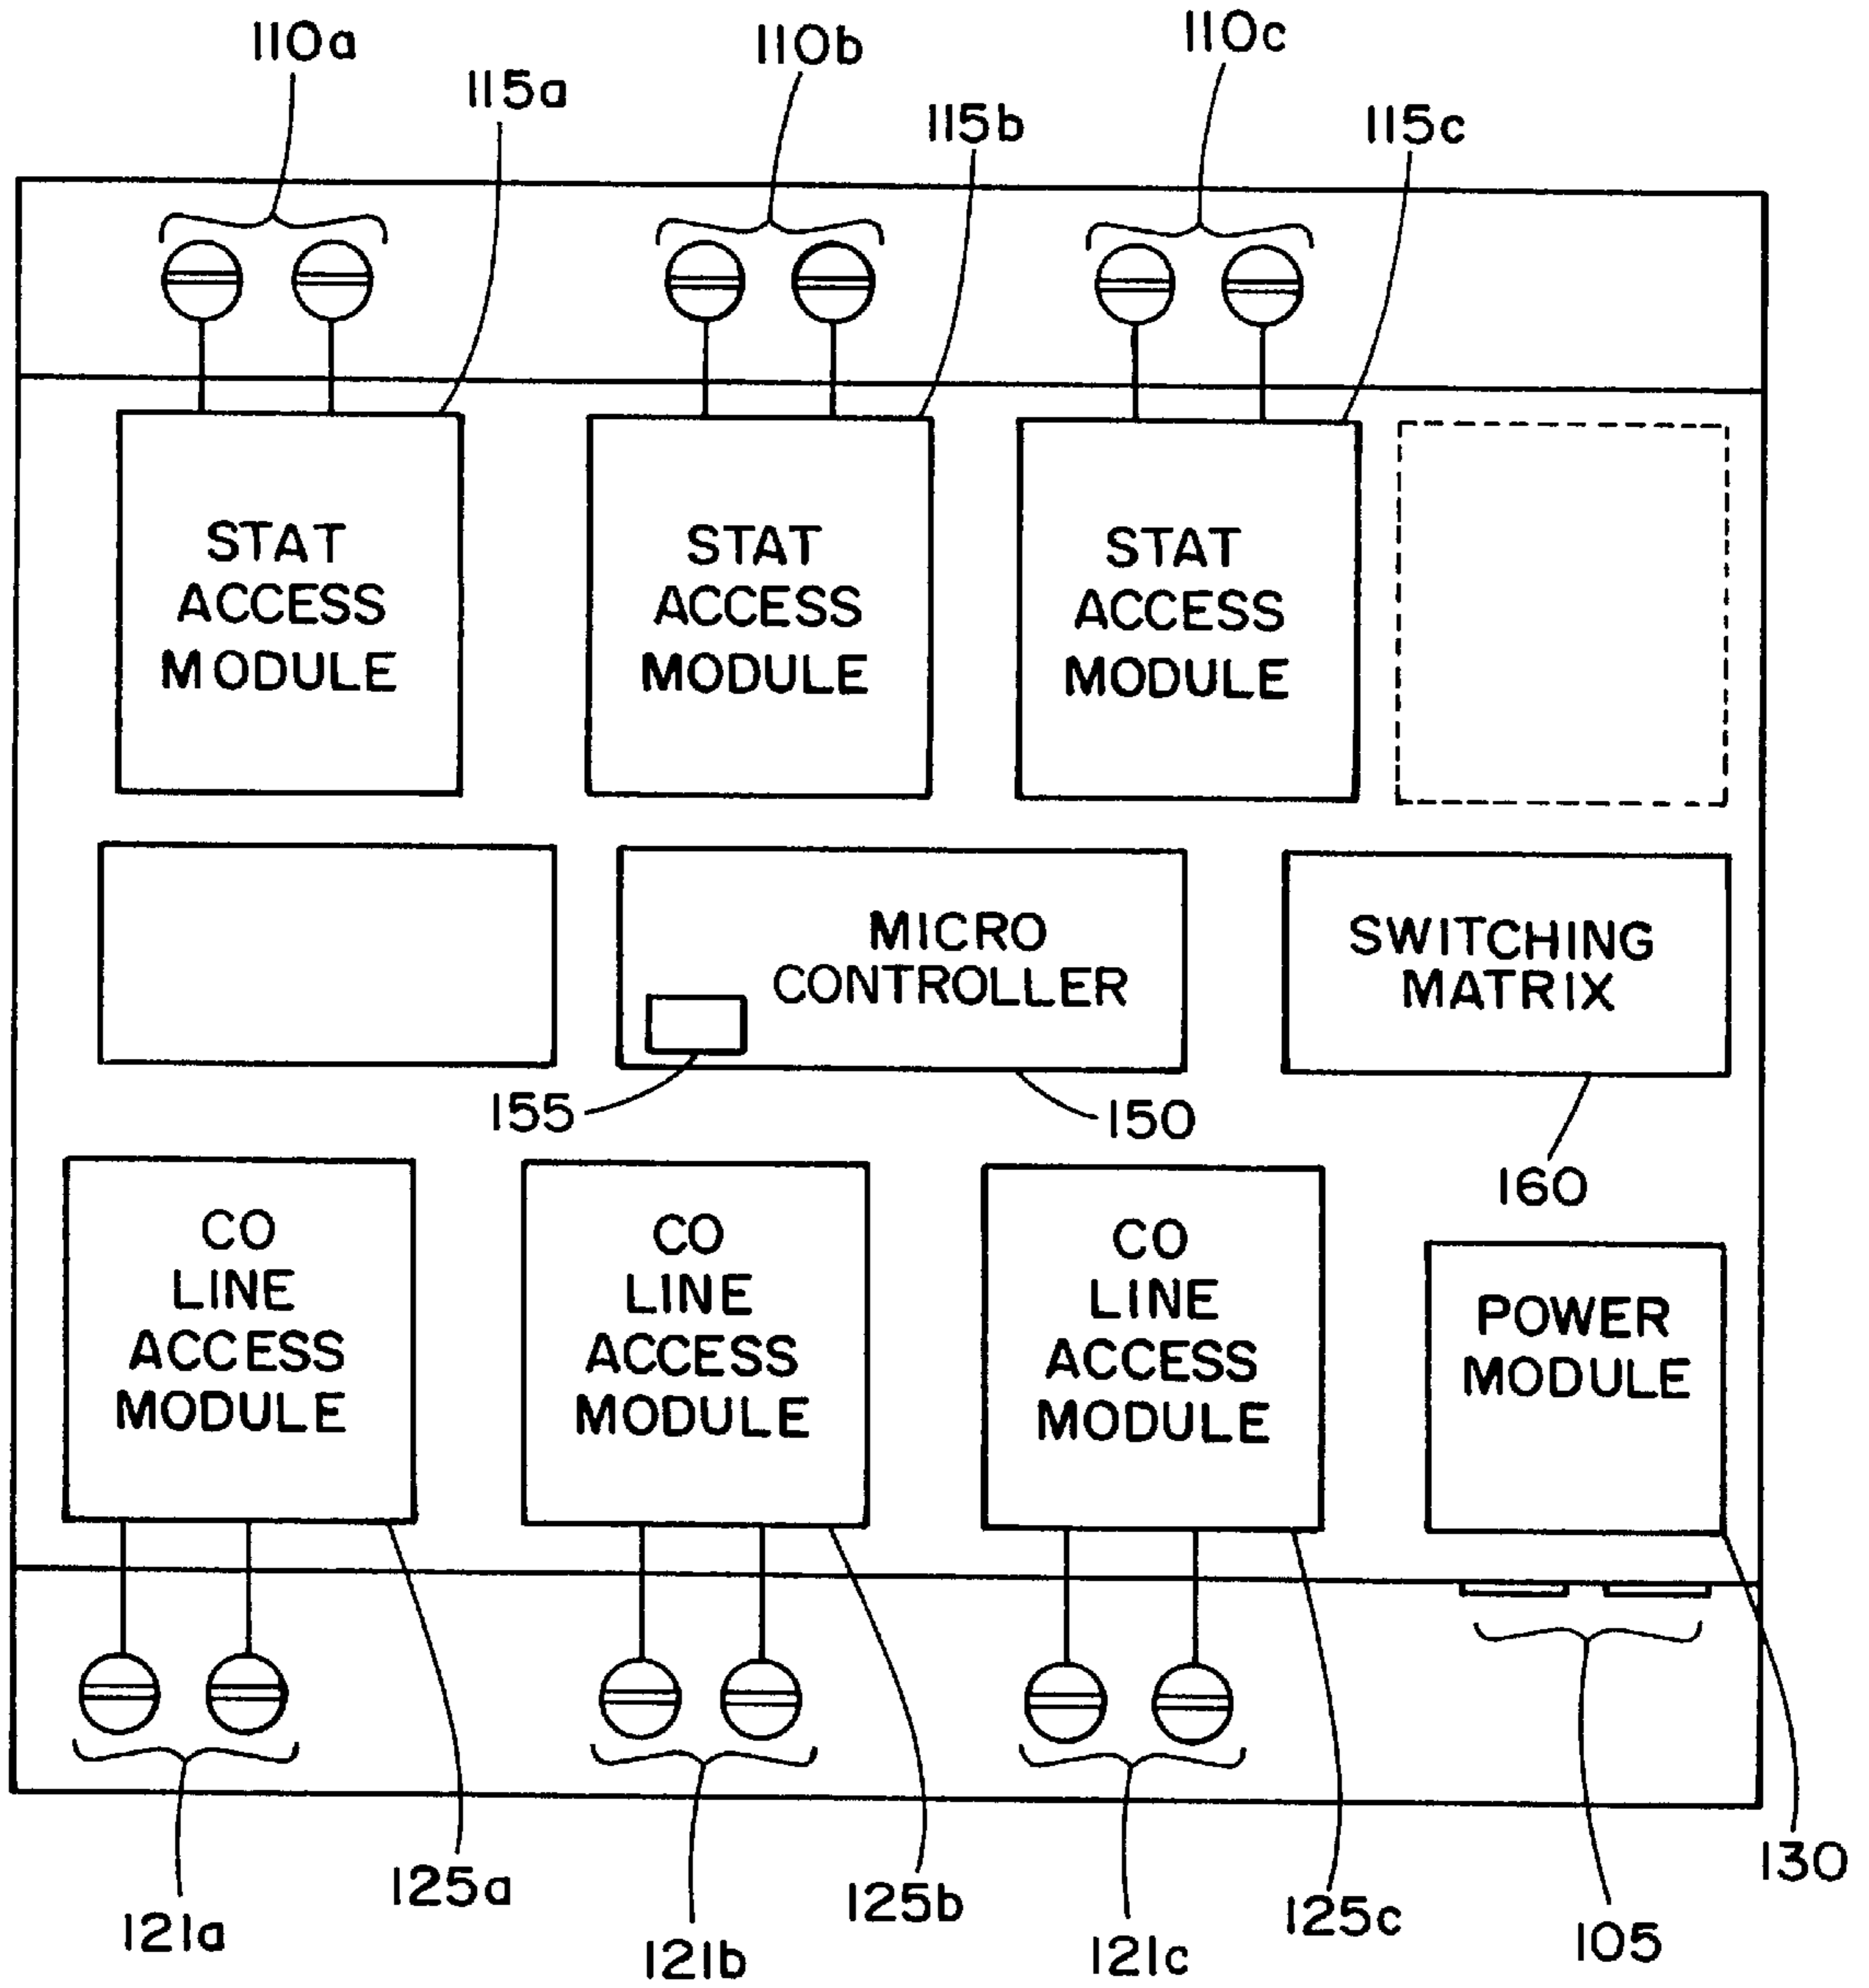 110a
110b
110c
115a
115b
115c
STAT
ACCESS
MODULE
STAT
ACCESS
MODULE
STAT
ACCESS
MODULE
MICRO
CONTROLLER
SWITCHING
MATRIX
155
150
160
CO
LINE
ACCESS
MODULE
CO
LINE
ACCESS
MODULE
CO
LINE
ACCESS
MODULE
POWER
MODULE
121a
125a
121b
125b
121c
125c
105
130